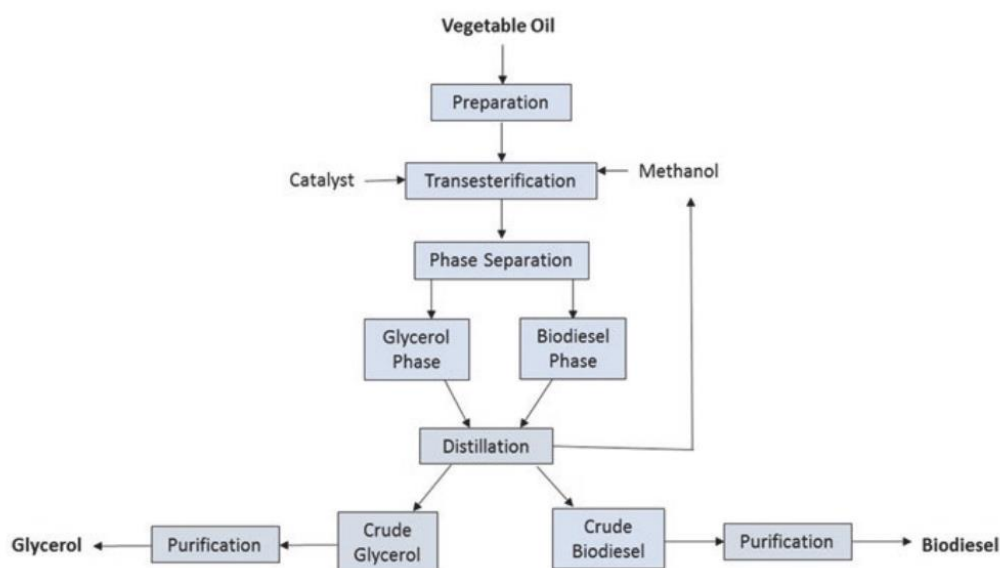 Vegetable Oil
Preparation
Catalyst
Transesterification
Methanol
Phase Separation
Glycerol
Phase
Biodiesel
Phase
Distillation
Glycerol
Purification
Crude
Glycerol
Crude
Biodiesel
Purification
Biodiesel